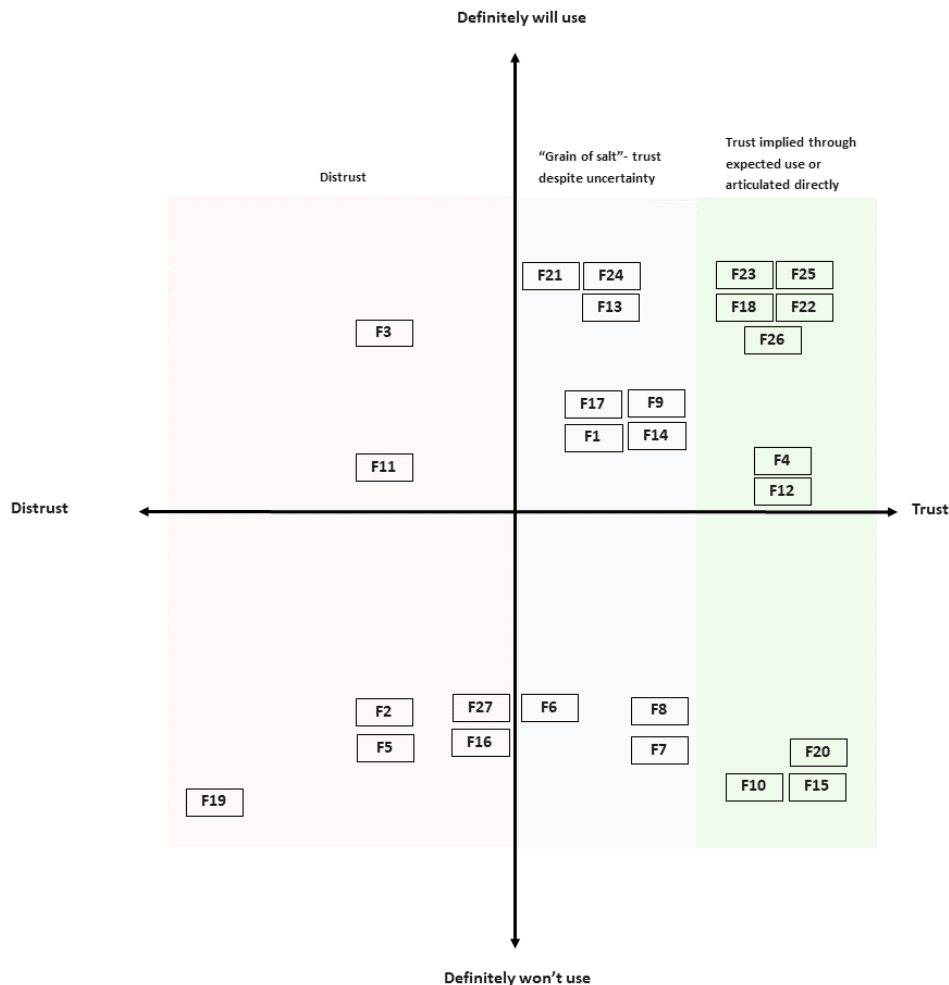 Definitely will use
Distrust
“Grain of salt”- trust
despite uncertainty
Trust implied through
expected use or
articulated directly
F21 F24 F23 F25
F13 F18 F22
F3 F26
F17 F9
F1 F14
F11 F4
F12
Distrust Trust
F2 F27 F6 F8
F5 F16 F7 F20
F19 F10 F15
Definitely won’t use